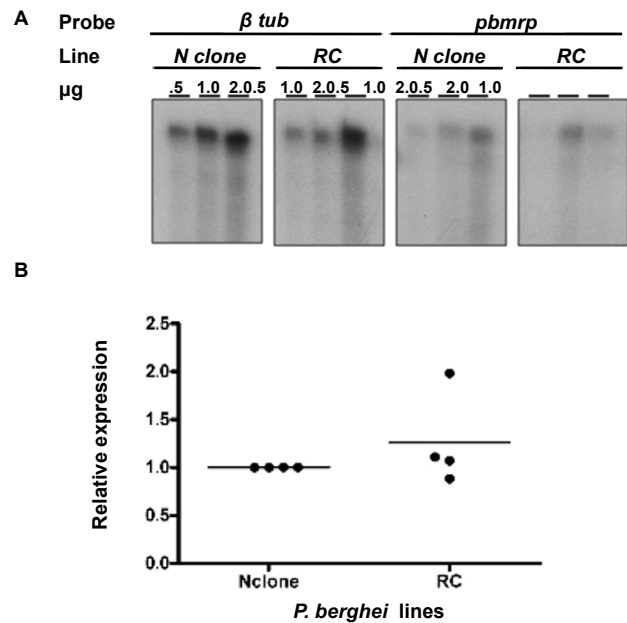 A
Probe β tub pbmrp
Line N clone RC N clone RC
μg .5 1.0 2.0.5 1.0 2.0.5 1.0 2.0.5 2.0 1.0
B
2.5
2.0
1.5
1.0
0.5
0.0
Relative expression
Nclone RC
P. berghei lines